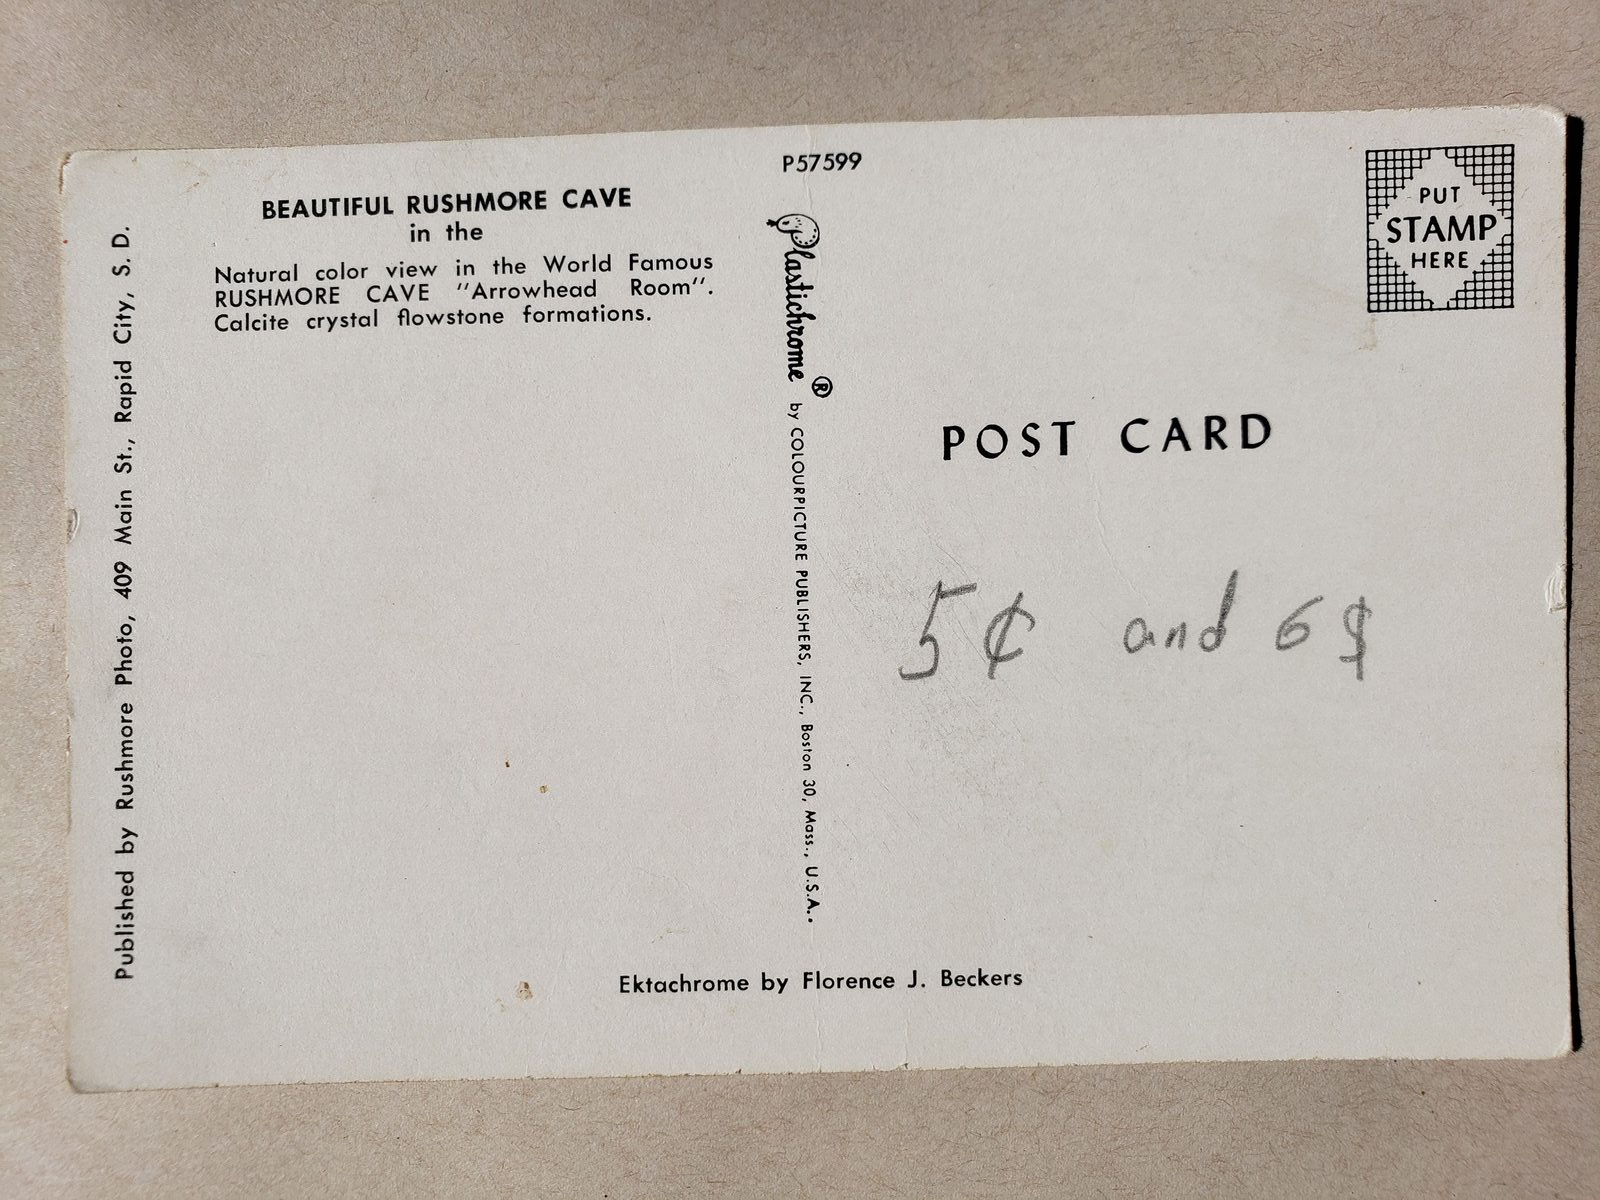 P57599
BEAUTIFUL RUSHMORE CAVE
in the
Natural color view in the World Famous
RUSHMORE CAVE "Arrowhead Room".
Calcite crystal flowstone formations.
Published by Rushmore Photo, 409 Main St., Rapid City, S. D.
Plastichrome ® by COLOURPICTURE PUBLISHERS, INC., Boston 30, Mass., U.S.A..
PUT
STAMP
HERE
POST CARD
5¢ and 6$
Ektachrome by Florence J. Beckers